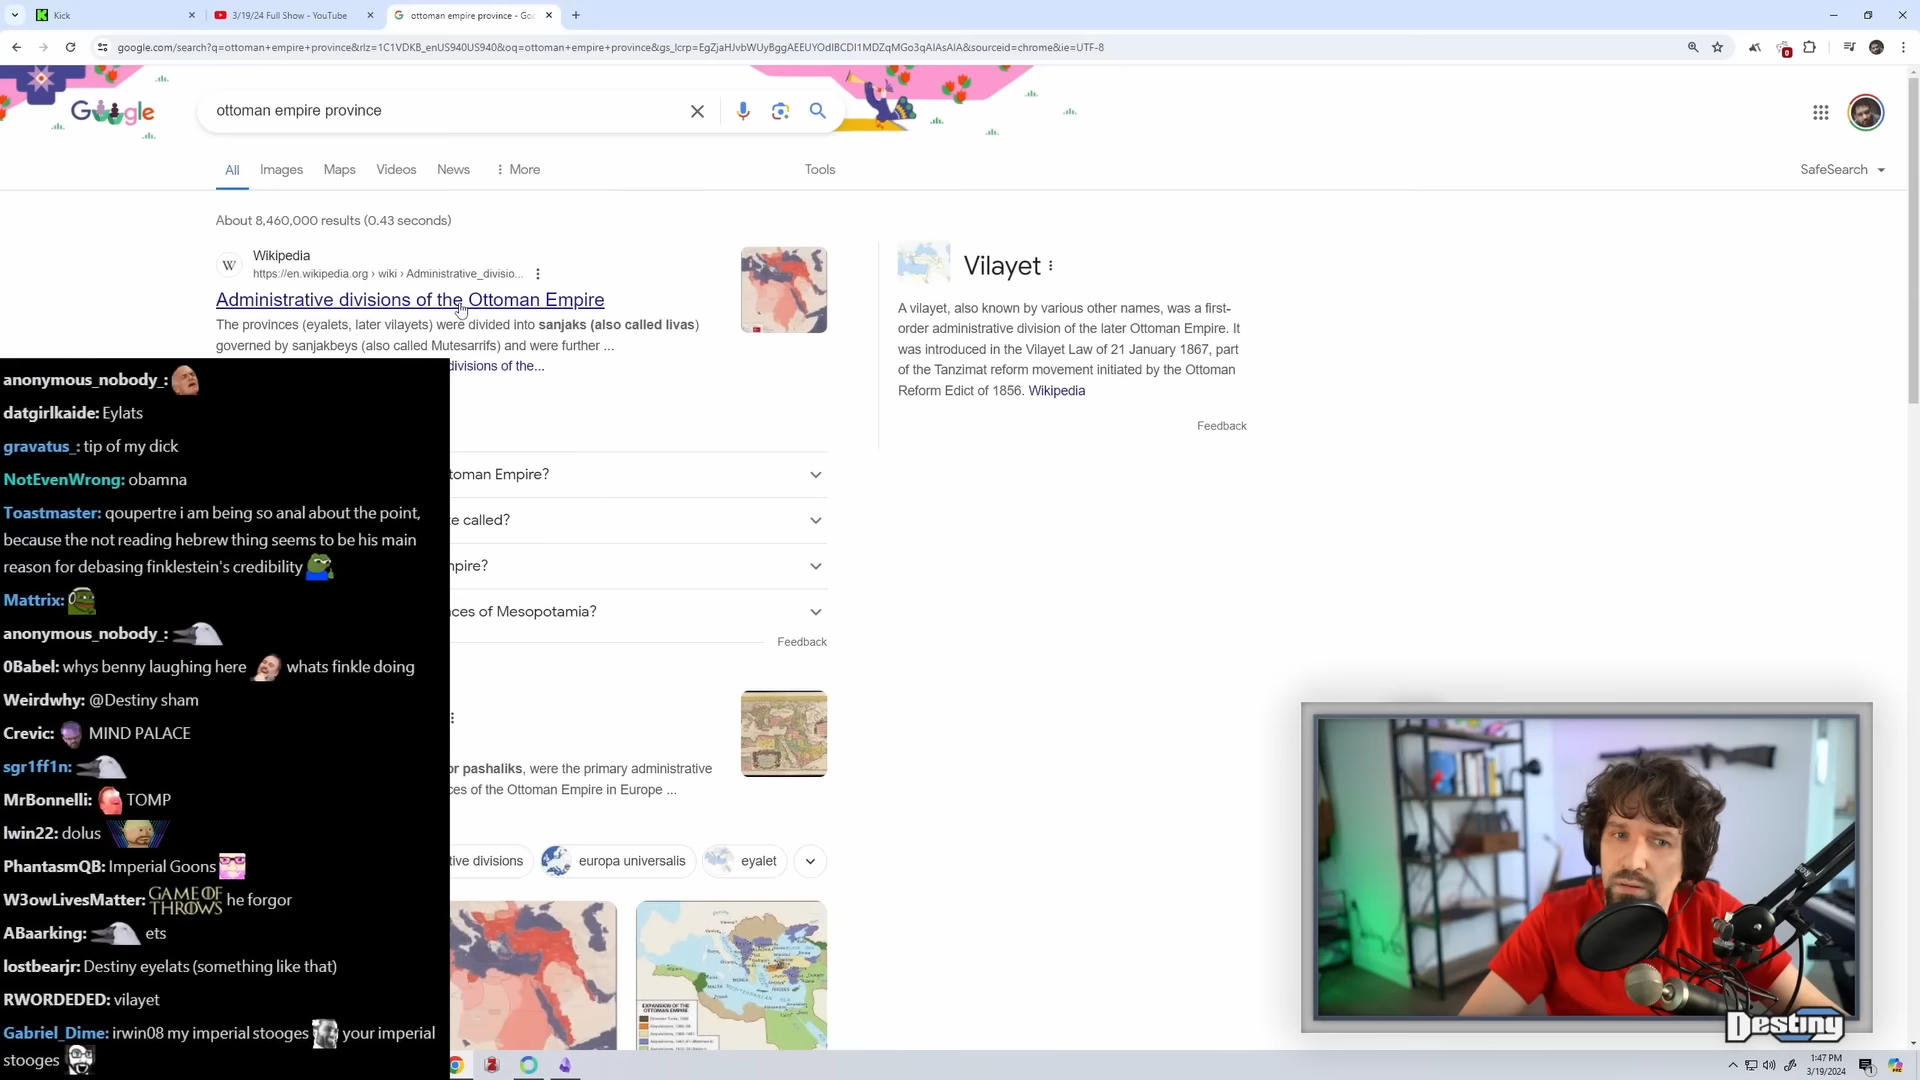 Kick
3/19/24 Full Show - YouTube
ottoman empire province - Goo
google.com/search?q=ottoman+empire+province&rlz=1C1VDKB_enUS940US940&oq=ottoman+empire+province&gs_lcrp=EgZjaHJvbWUyBggAEEUYOdIBCDI1MDZqMGo3qAIAsAIA&sourceid=chrome&ie=UTF-8
Google
ottoman empire province
All Images Maps Videos News More Tools SafeSearch
About 8,460,000 results (0.43 seconds)
W Wikipedia
https://en.wikipedia.org › wiki › Administrative_divisio...
Administrative divisions of the Ottoman Empire
The provinces (eyalets, later vilayets) were divided into sanjaks (also called livas)
governed by sanjakbeys (also called Mutesarrifs) and were further ...
divisions of the...
Vilayet
A vilayet, also known by various other names, was a first-
order administrative division of the later Ottoman Empire. It
was introduced in the Vilayet Law of 21 January 1867, part
of the Tanzimat reform movement initiated by the Ottoman
Reform Edict of 1856. Wikipedia
Feedback
toman Empire?
e called?
mpire?
ces of Mesopotamia?
Feedback
or pashaliks, were the primary administrative
ces of the Ottoman Empire in Europe ...
tive divisions europa universalis eyalet
EXPANSION OF THE
OTTOMAN EMPIRE
anonymous_nobody_:
datgirlkaide: Eylats
gravatus_: tip of my dick
NotEvenWrong: obamna
Toastmaster: qoupertre i am being so anal about the point,
because the not reading hebrew thing seems to be his main
reason for debasing finklestein's credibility
Mattrix:
anonymous_nobody_:
0Babel: whys benny laughing here whats finkle doing
Weirdwhy: @Destiny sham
Crevic: MIND PALACE
sgr1ff1n:
MrBonnelli: TOMP
lwin22: dolus
PhantasmQB: Imperial Goons
W3owLivesMatter: GAME OF THROWS he forgor
ABaarking: ets
lostbearjr: Destiny eyelats (something like that)
RWORDEDED: vilayet
Gabriel_Dime: irwin08 my imperial stooges your imperial
stooges
Destiny
1:47 PM
3/19/2024